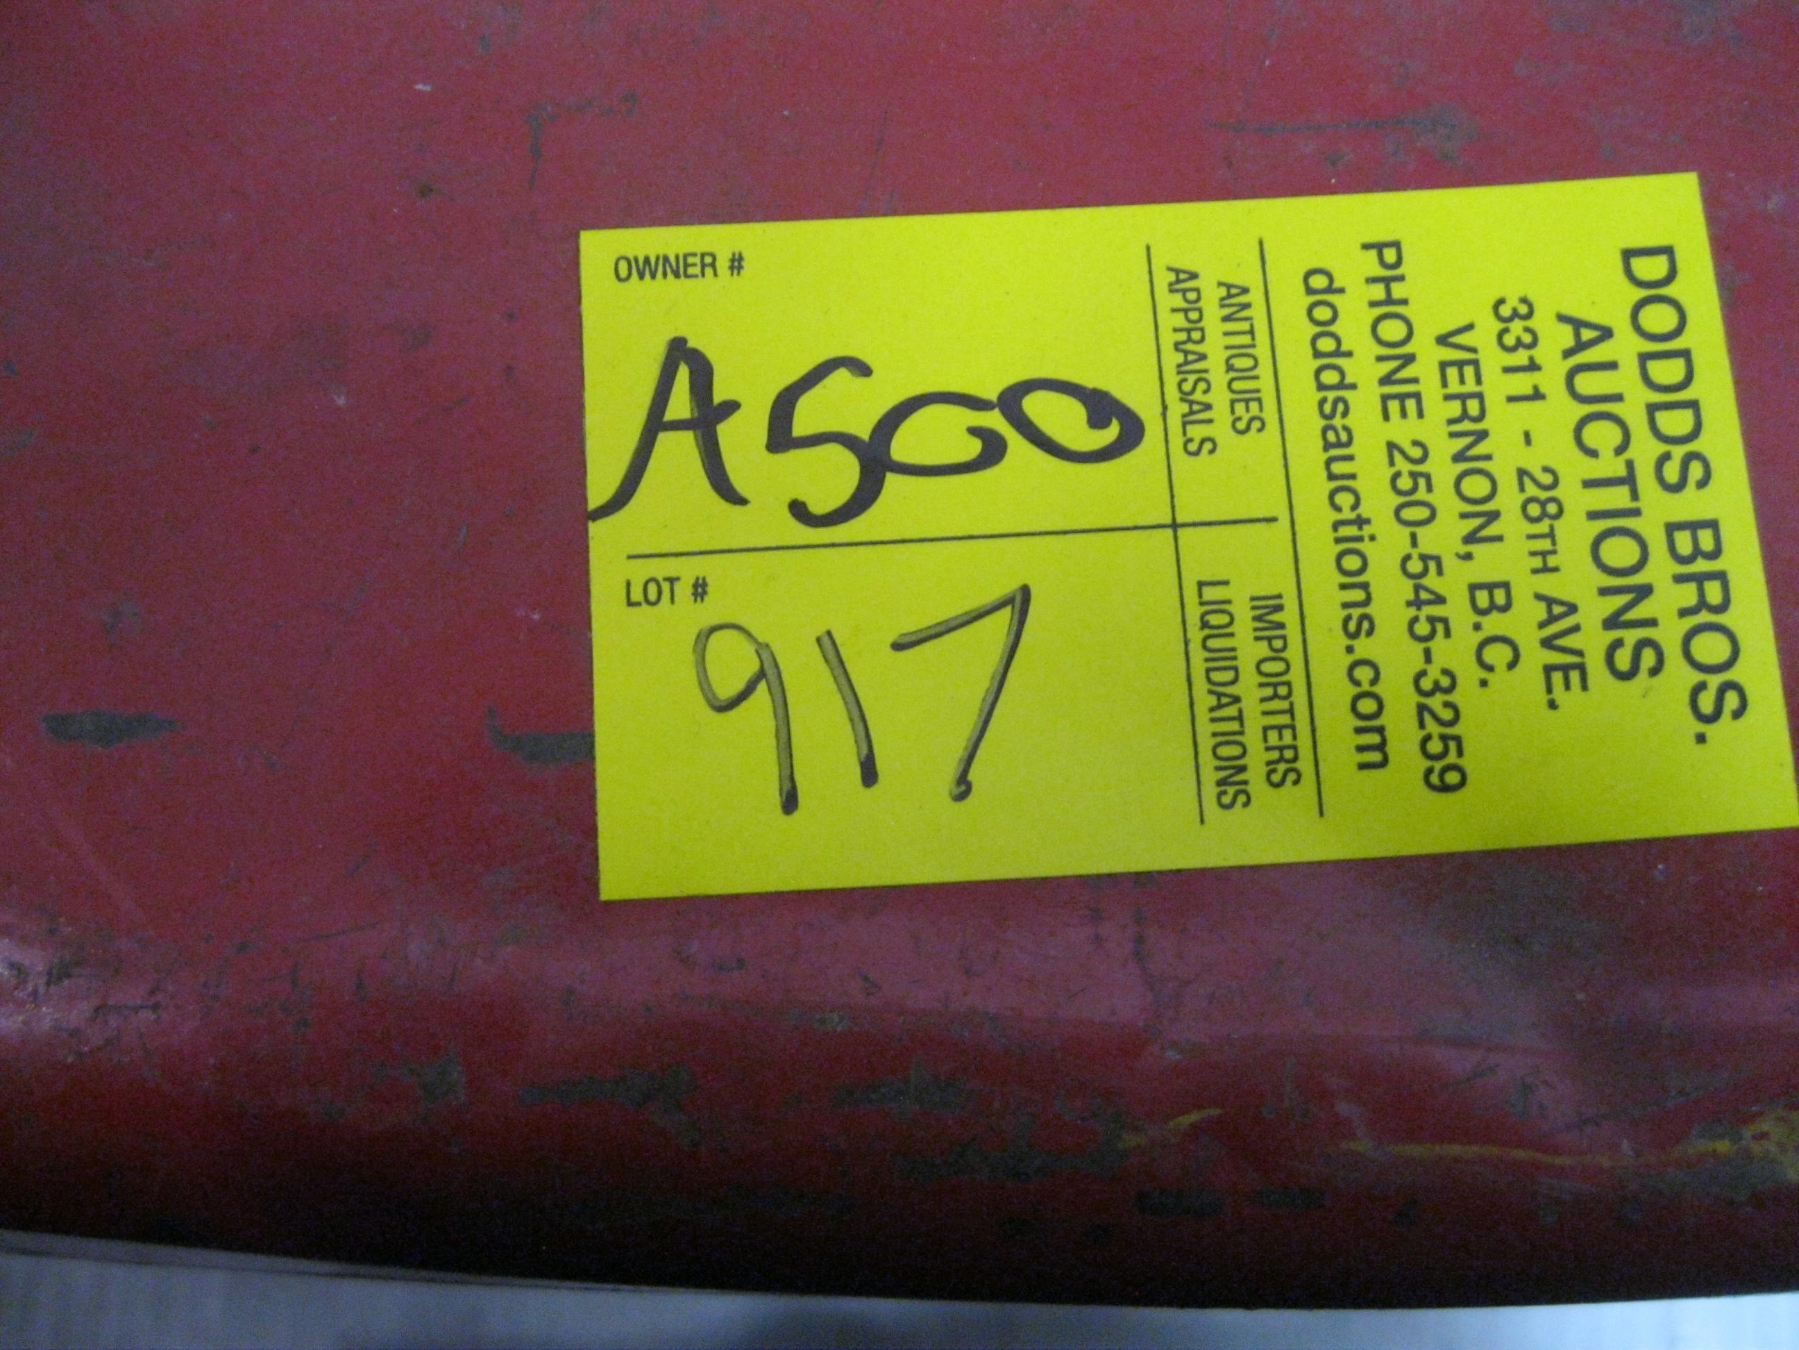 OWNER #
A500
LOT #
917
DODDS BROS.
AUCTIONS
3311 - 28TH AVE.
VERNON, B.C.
PHONE 250-545-3259
doddsauctions.com
ANTIQUES IMPORTERS
APPRAISALS LIQUIDATIONS